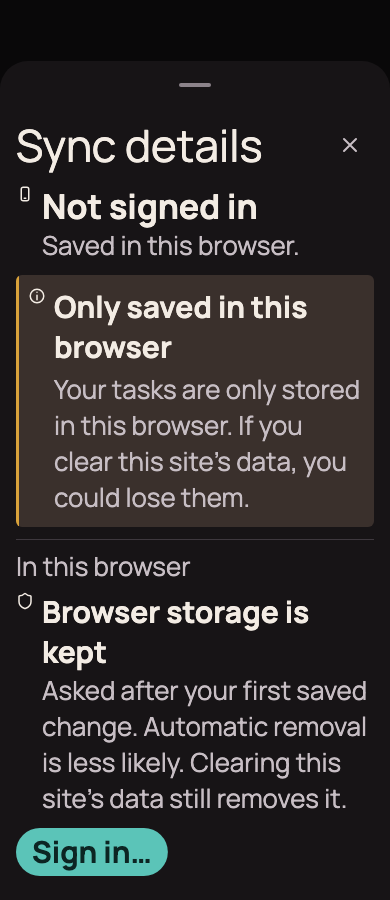 Sync details
Not signed in
Saved in this browser.
Only saved in this
browser
Your tasks are only stored
in this browser. If you
clear this site’s data, you
could lose them.
In this browser
Browser storage is
kept
Asked after your first saved
change. Automatic removal
is less likely. Clearing this
site’s data still removes it.
Sign in…